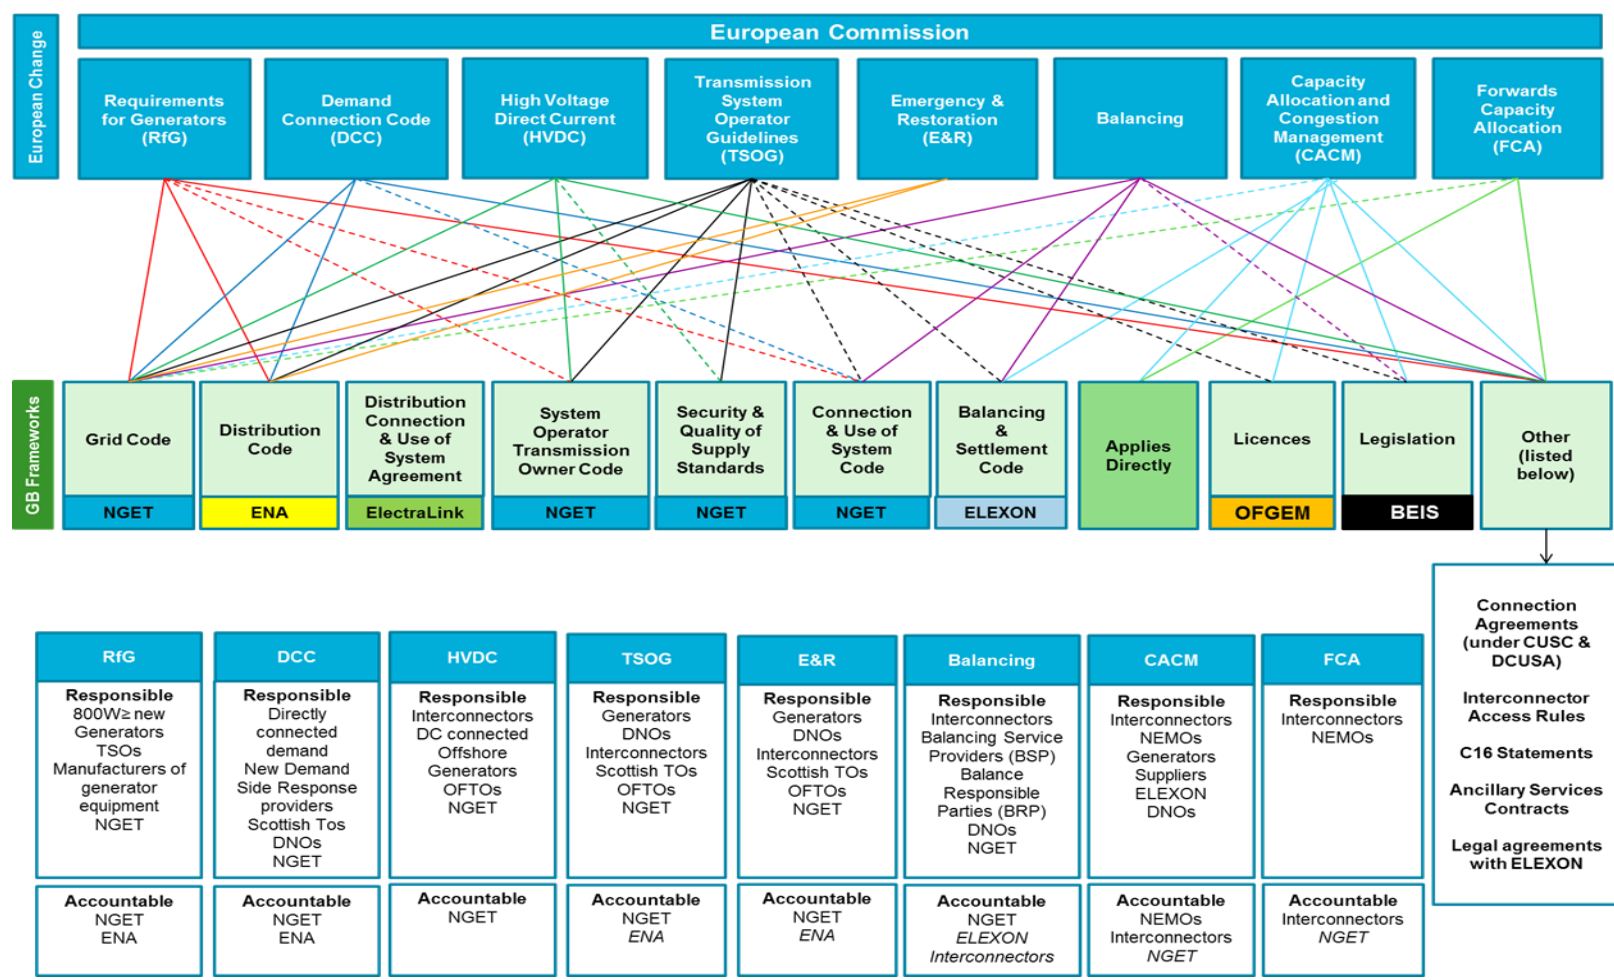 European Change
European Commission
Requirements
for Generators
(RfG)
Demand
Connection Code
(DCC)
High Voltage
Direct Current
(HVDC)
Transmission
System
Operator
Guidelines
(TSOG)
Emergency &
Restoration
(E&R)
Balancing
Capacity
Allocation and
Congestion
Management
(CACM)
Forwards
Capacity
Allocation
(FCA)
GB Frameworks
Grid Code
NGET
Distribution
Code
ENA
Distribution
Connection
& Use of
System
Agreement
ElectraLink
System
Operator
Transmission
Owner Code
NGET
Security &
Quality of
Supply
Standards
NGET
Connection
& Use of
System
Code
NGET
Balancing
&
Settlement
Code
ELEXON
Applies
Directly
Licences
OFGEM
Legislation
BEIS
Other
(listed
below)
Connection
Agreements
(under CUSC &
DCUSA)
Interconnector
Access Rules
C16 Statements
Ancillary Services
Contracts
Legal agreements
with ELEXON
RfG
Responsible
800W≥ new
Generators
TSOs
Manufacturers of
generator
equipment
NGET
Accountable
NGET
ENA
DCC
Responsible
Directly
connected
demand
New Demand
Side Response
providers
Scottish Tos
DNOs
NGET
Accountable
NGET
ENA
HVDC
Responsible
Interconnectors
DC connected
Offshore
Generators
OFTOs
NGET
Accountable
NGET
TSOG
Responsible
Generators
DNOs
Interconnectors
Scottish TOs
OFTOs
NGET
Accountable
NGET
ENA
E&R
Responsible
Generators
DNOs
Interconnectors
Scottish TOs
OFTOs
NGET
Accountable
NGET
ENA
Balancing
Responsible
Interconnectors
Balancing Service
Providers (BSP)
Balance
Responsible
Parties (BRP)
DNOs
NGET
Accountable
NGET
ELEXON
Interconnectors
CACM
Responsible
Interconnectors
NEMOs
Generators
Suppliers
ELEXON
DNOs
Accountable
NEMOs
Interconnectors
NGET
FCA
Responsible
Interconnectors
NEMOs
Accountable
Interconnectors
NGET